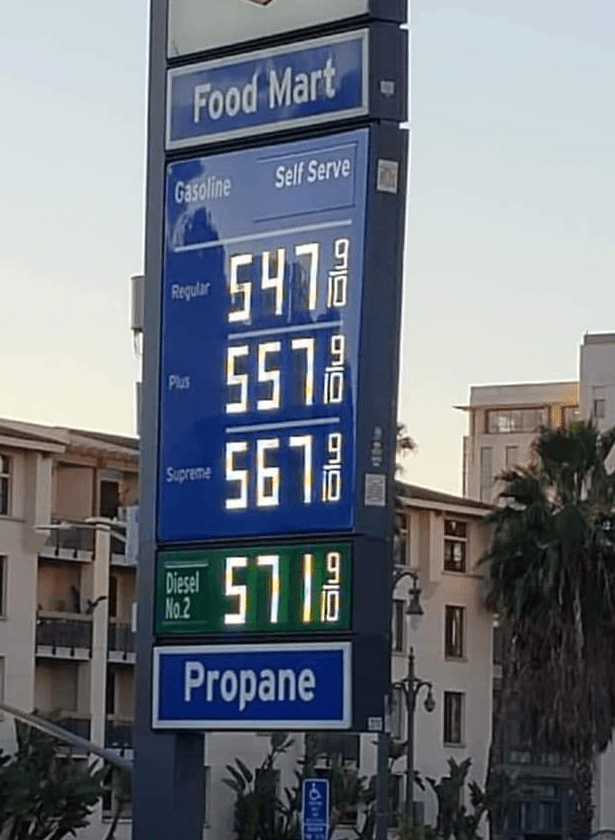 Food Mart
Gasoline Self Serve
Regular 547 9/10
Plus 557 9/10
Supreme 567 9/10
Diesel
No.2 571 9/10
Propane